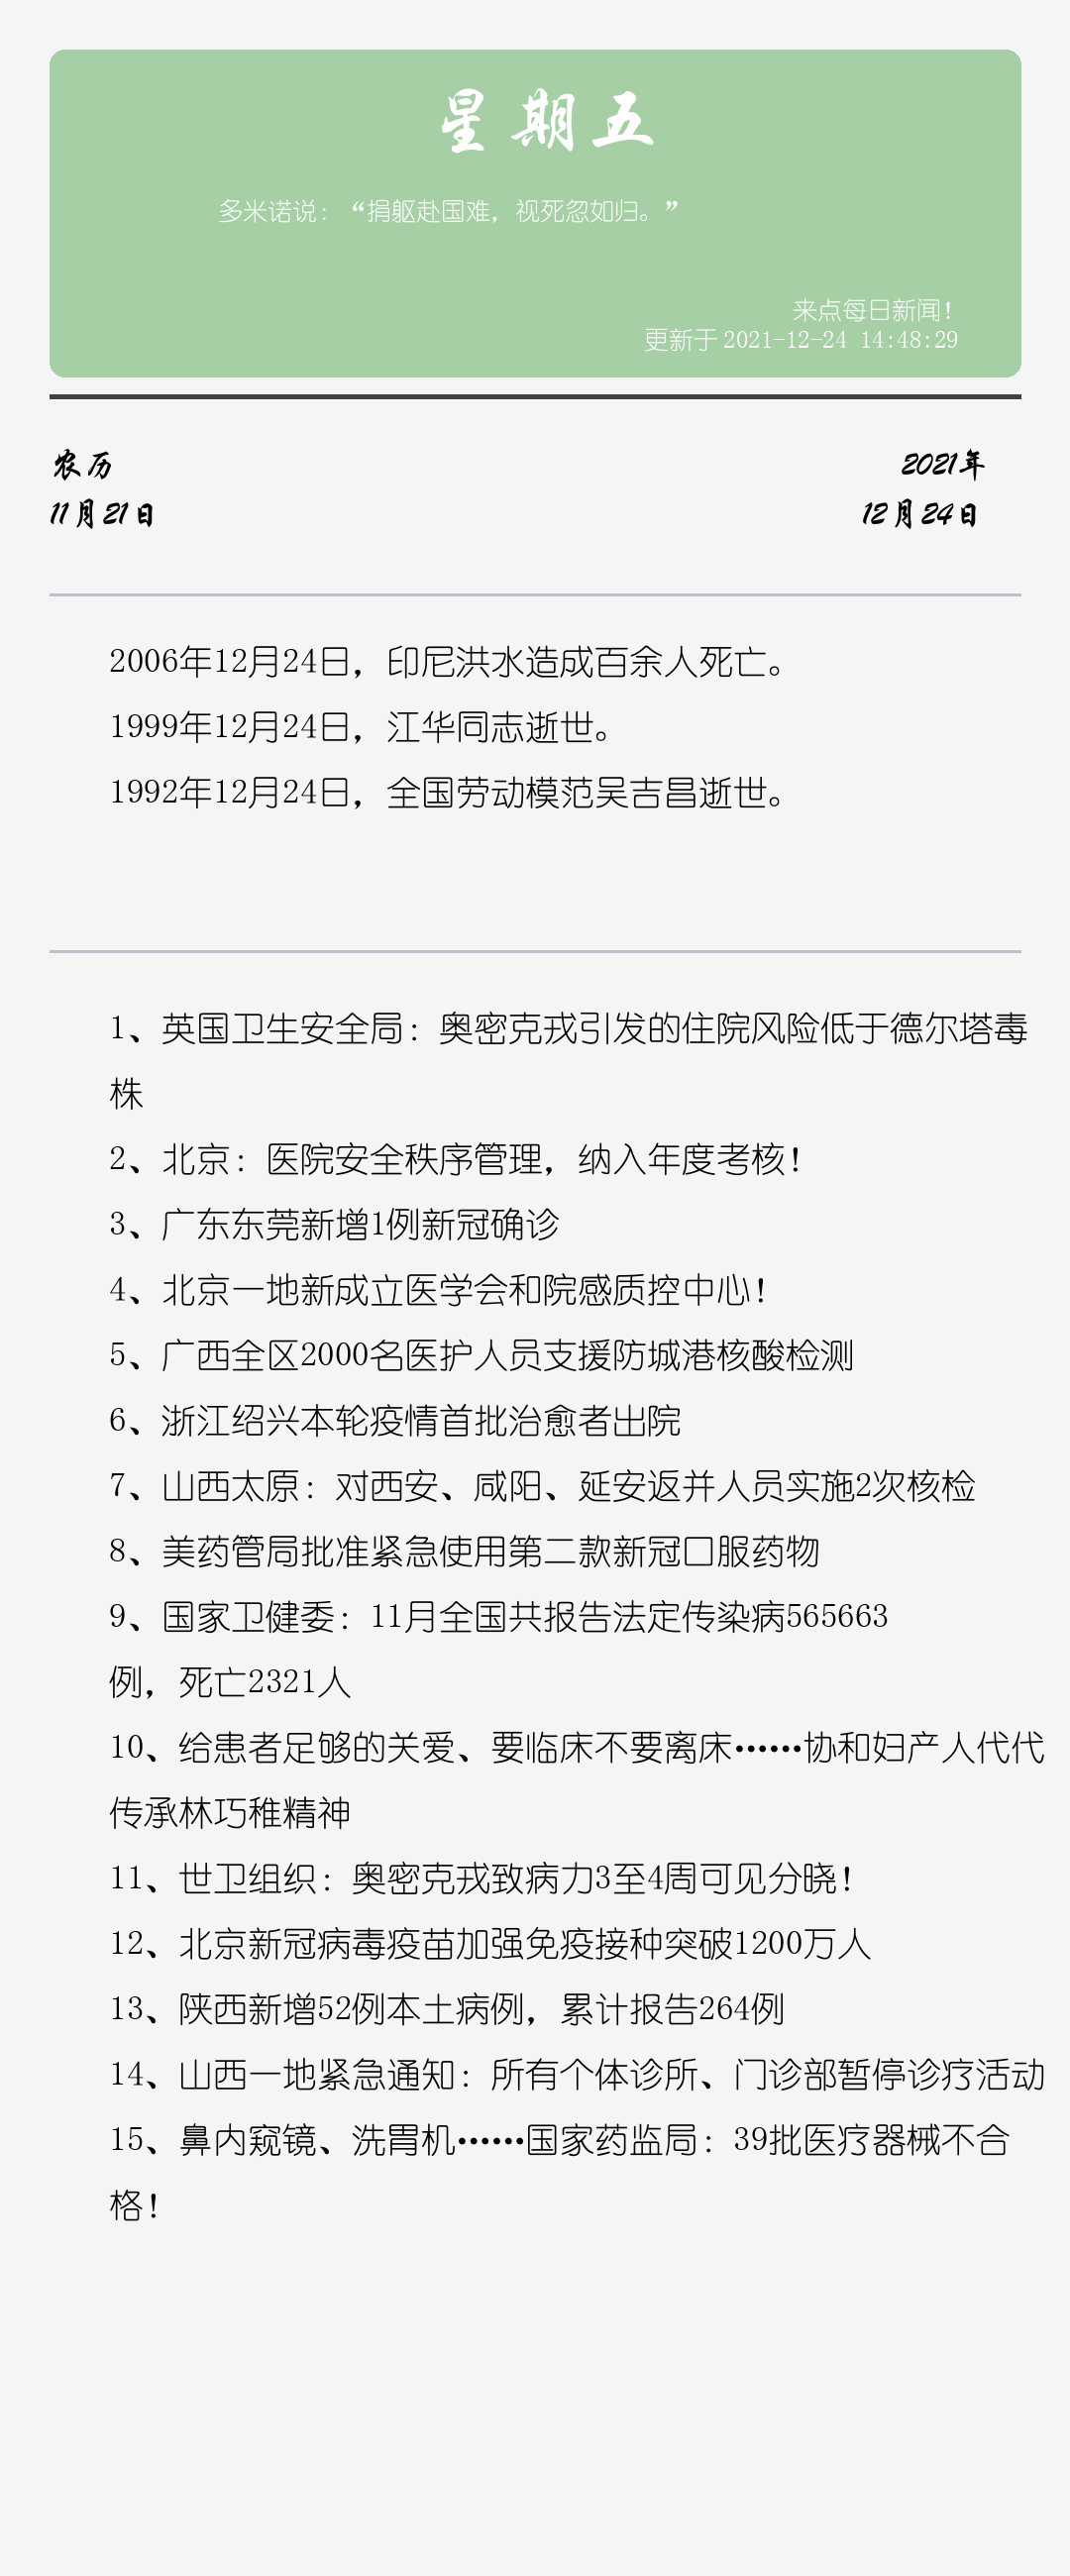 星期五
多米诺说：“捐躯赴国难，视死忽如归。”
来点每日新闻！
更新于 2021-12-24 14:48:29
农历
2021年
11月21日
12月24日
2006年12月24日，印尼洪水造成百余人死亡。
1999年12月24日，江华同志逝世。
1992年12月24日，全国劳动模范吴吉昌逝世。
1、英国卫生安全局：奥密克戎引发的住院风险低于德尔塔毒
株
2、北京：医院安全秩序管理，纳入年度考核！
3、广东东莞新增1例新冠确诊
4、北京一地新成立医学会和院感质控中心！
5、广西全区2000名医护人员支援防城港核酸检测
6、浙江绍兴本轮疫情首批治愈者出院
7、山西太原：对西安、咸阳、延安返并人员实施2次核检
8、美药管局批准紧急使用第二款新冠口服药物
9、国家卫健委：11月全国共报告法定传染病565663
例，死亡2321人
10、给患者足够的关爱、要临床不要离床……协和妇产人代代
传承林巧稚精神
11、世卫组织：奥密克戎致病力3至4周可见分晓！
12、北京新冠病毒疫苗加强免疫接种突破1200万人
13、陕西新增52例本土病例，累计报告264例
14、山西一地紧急通知：所有个体诊所、门诊部暂停诊疗活动
15、鼻内窥镜、洗胃机……国家药监局：39批医疗器械不合
格！